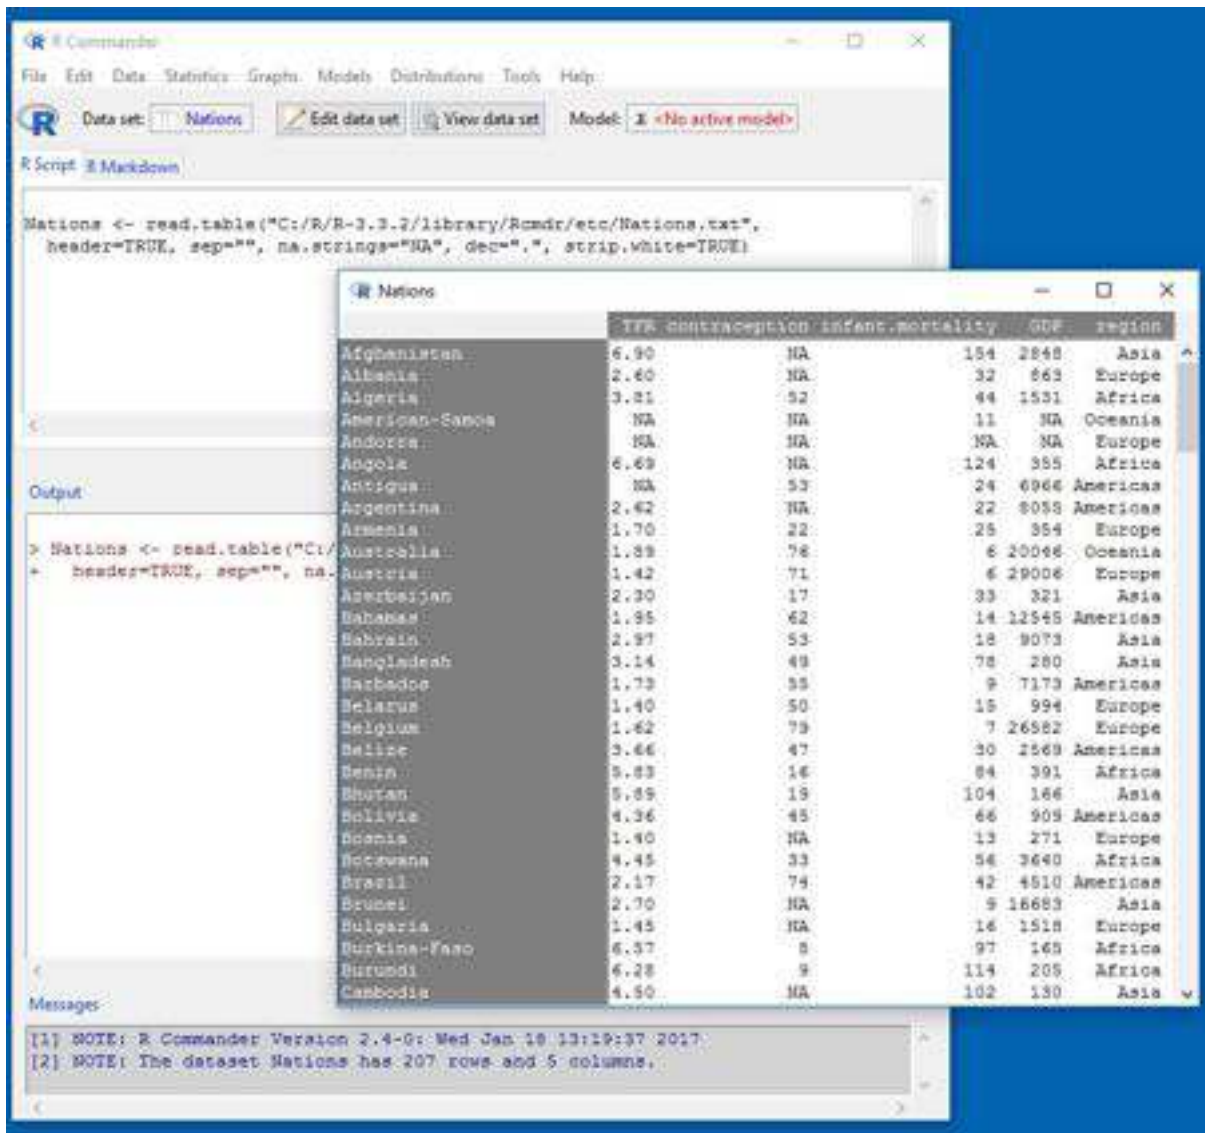 R Commander
File Edit Data Statistics Graphs Models Distributions Tools Help
Data set: Nations Edit data set View data set Model: Σ <No active model>
R Script R Markdown
Nations <- read.table("C:/R/R-3.3.2/library/Rcmdr/etc/Nations.txt",
header=TRUE, sep="", na.strings="NA", dec=".", strip.white=TRUE)
Output
> Nations <- read.table("C:/
+ header=TRUE, sep="", na.
Nations
TFR contraception infant.mortality GDP region
Afghanistan 6.90 NA 154 2848 Asia
Albania 2.60 NA 32 863 Europe
Algeria 3.81 52 44 1531 Africa
American-Samoa NA NA 11 NA Oceania
Andorra NA NA NA NA Europe
Angola 6.69 NA 124 355 Africa
Antigua NA 53 24 6966 Americas
Argentina 2.62 NA 22 8055 Americas
Armenia 1.70 22 25 354 Europe
Australia 1.89 76 6 20046 Oceania
Austria 1.42 71 6 29006 Europe
Azerbaijan 2.30 17 33 321 Asia
Bahamas 1.95 62 14 12545 Americas
Bahrain 2.97 53 18 9073 Asia
Bangladesh 3.14 49 78 280 Asia
Barbados 1.73 55 9 7173 Americas
Belarus 1.40 50 15 994 Europe
Belgium 1.62 79 7 26582 Europe
Belize 3.66 47 30 2569 Americas
Benin 5.83 16 84 391 Africa
Bhutan 5.89 19 104 166 Asia
Bolivia 4.36 45 66 909 Americas
Bosnia 1.40 NA 13 271 Europe
Botswana 4.45 33 56 3640 Africa
Brazil 2.17 74 42 4510 Americas
Brunei 2.70 NA 9 16683 Asia
Bulgaria 1.45 NA 16 1518 Europe
Burkina-Faso 6.57 8 97 165 Africa
Burundi 6.28 9 114 205 Africa
Cambodia 4.50 NA 102 130 Asia
Messages
[1] NOTE: R Commander Version 2.4-0: Wed Jan 18 13:19:37 2017
[2] NOTE: The dataset Nations has 207 rows and 5 columns.